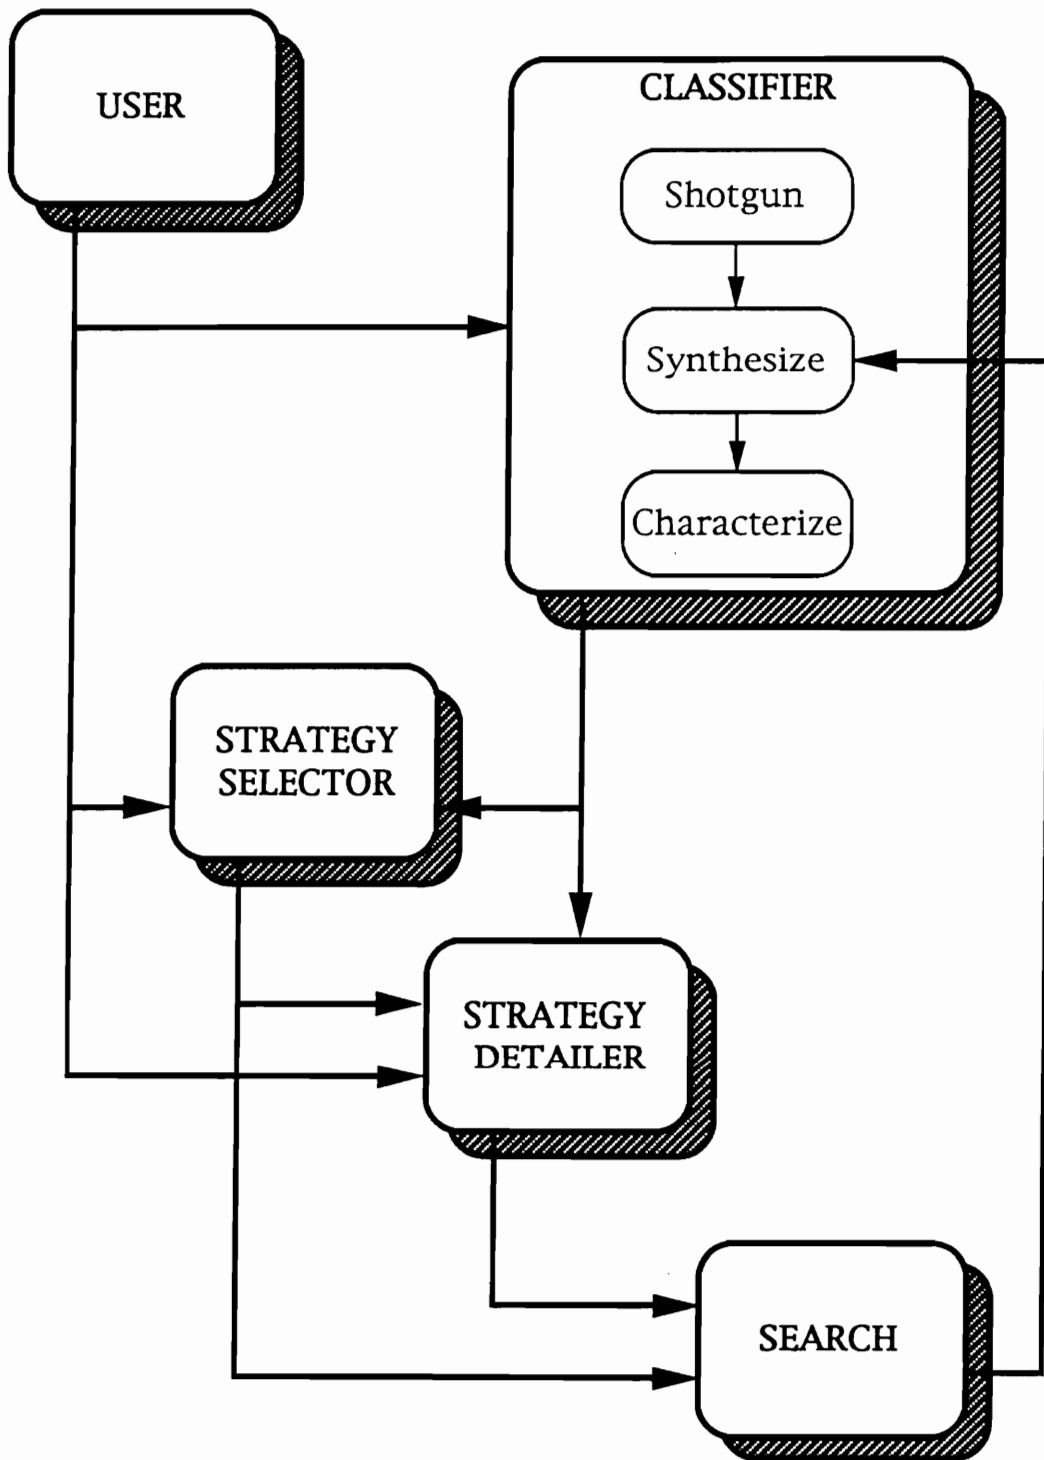 USER
CLASSIFIER
Shotgun
Synthesize
Characterize
STRATEGY
SELECTOR
STRATEGY
DETAILER
SEARCH